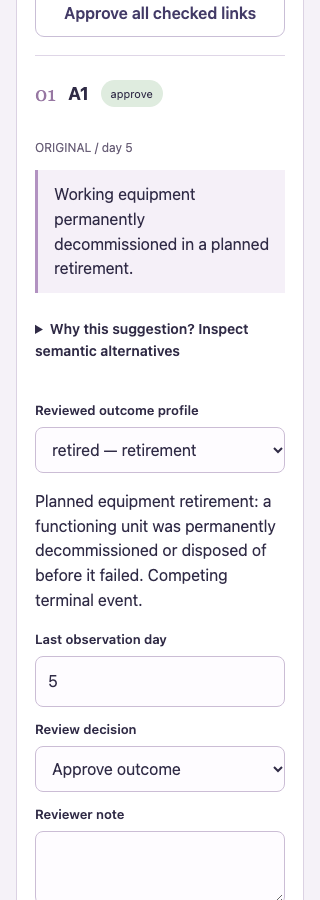 Approve all checked links
01 A1 approve
ORIGINAL / day 5
Working equipment
permanently
decommissioned in a planned
retirement.
Why this suggestion? Inspect
semantic alternatives
Reviewed outcome profile
retired — retirement
Planned equipment retirement: a
functioning unit was permanently
decommissioned or disposed of
before it failed. Competing
terminal event.
Last observation day
5
Review decision
Approve outcome
Reviewer note